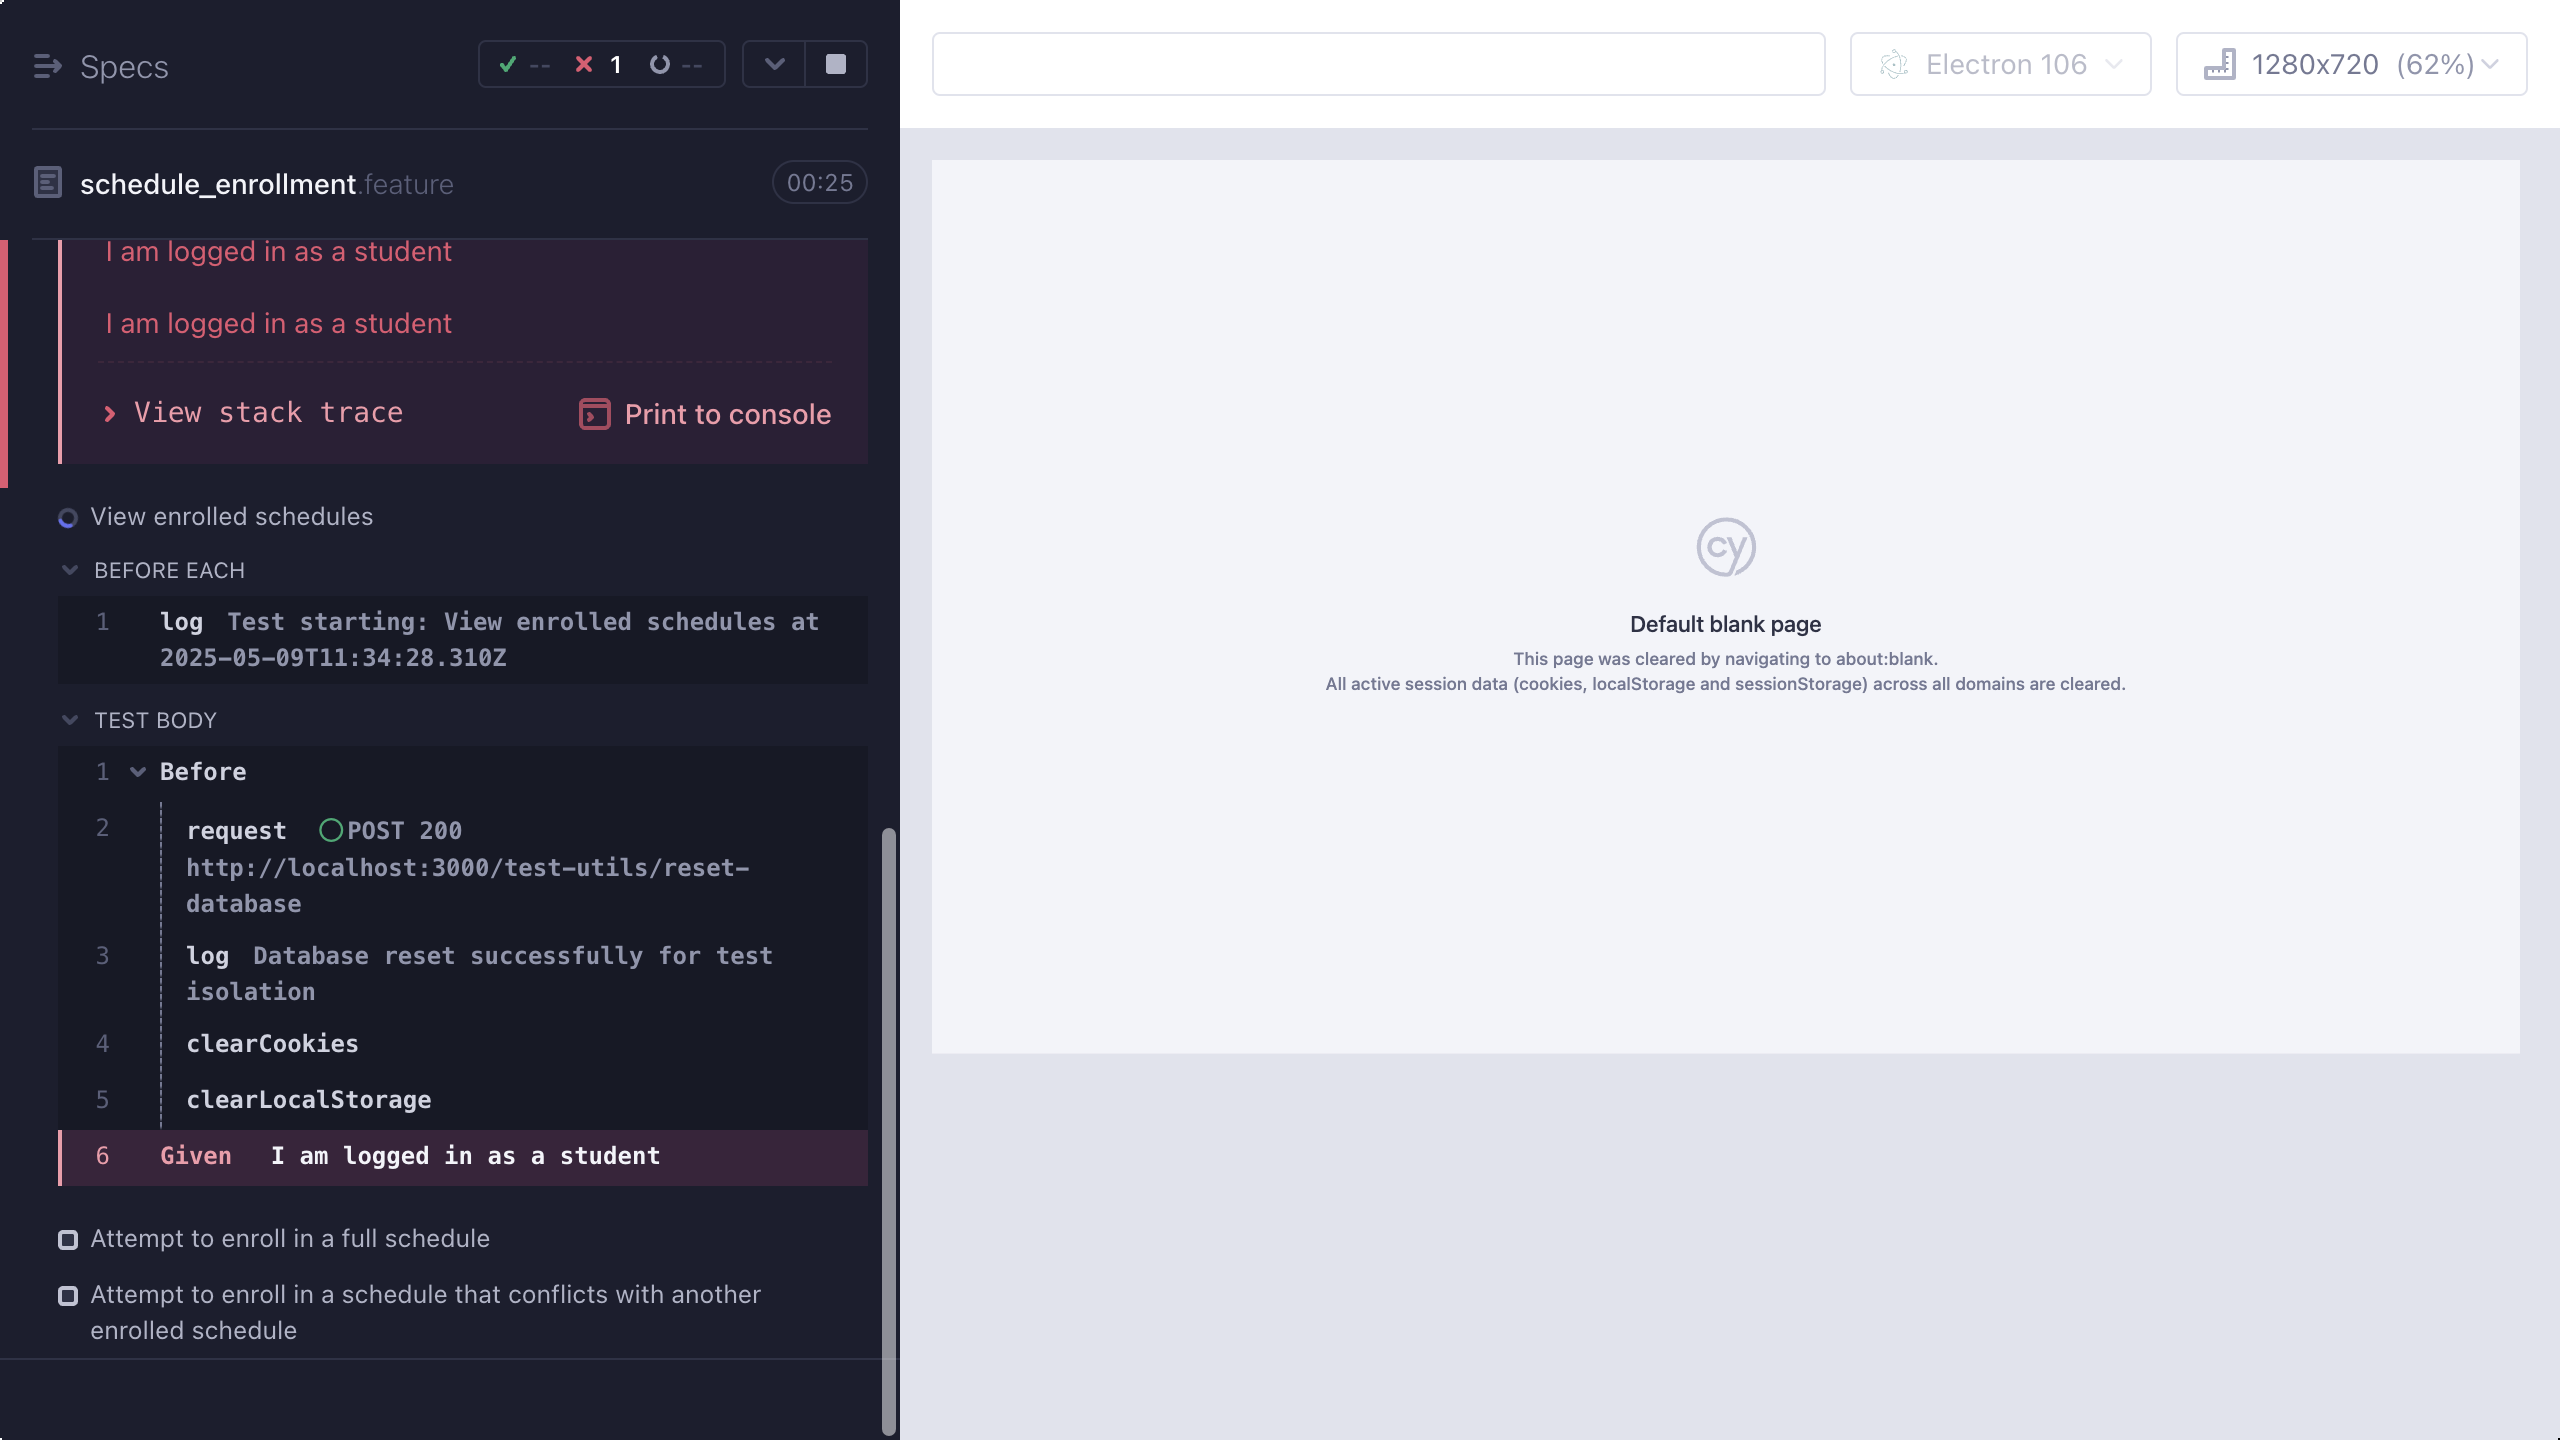 Specs
-- 1 --
schedule_enrollment.feature
00:25
I am logged in as a student
I am logged in as a student
View stack trace
Print to console
View enrolled schedules
BEFORE EACH
1 log Test starting: View enrolled schedules at
2025-05-09T11:34:28.310Z
TEST BODY
1 Before
2 request POST 200
http://localhost:3000/test-utils/reset-
database
3 log Database reset successfully for test
isolation
4 clearCookies
5 clearLocalStorage
6 Given I am logged in as a student
Attempt to enroll in a full schedule
Attempt to enroll in a schedule that conflicts with another
enrolled schedule
Electron 106
1280x720 (62%)
cy
Default blank page
This page was cleared by navigating to about:blank.
All active session data (cookies, localStorage and sessionStorage) across all domains are cleared.